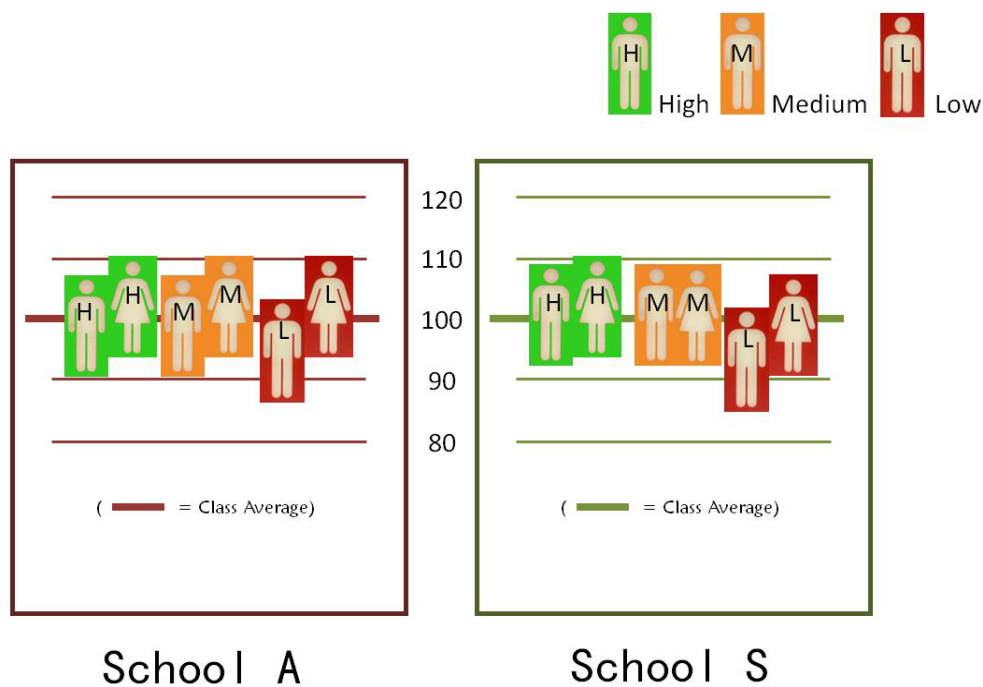 H M L
High Medium Low
120
110
100
90
80
H H M M L L
H H M M L L
( = Class Average)
( = Class Average)
School A
School S